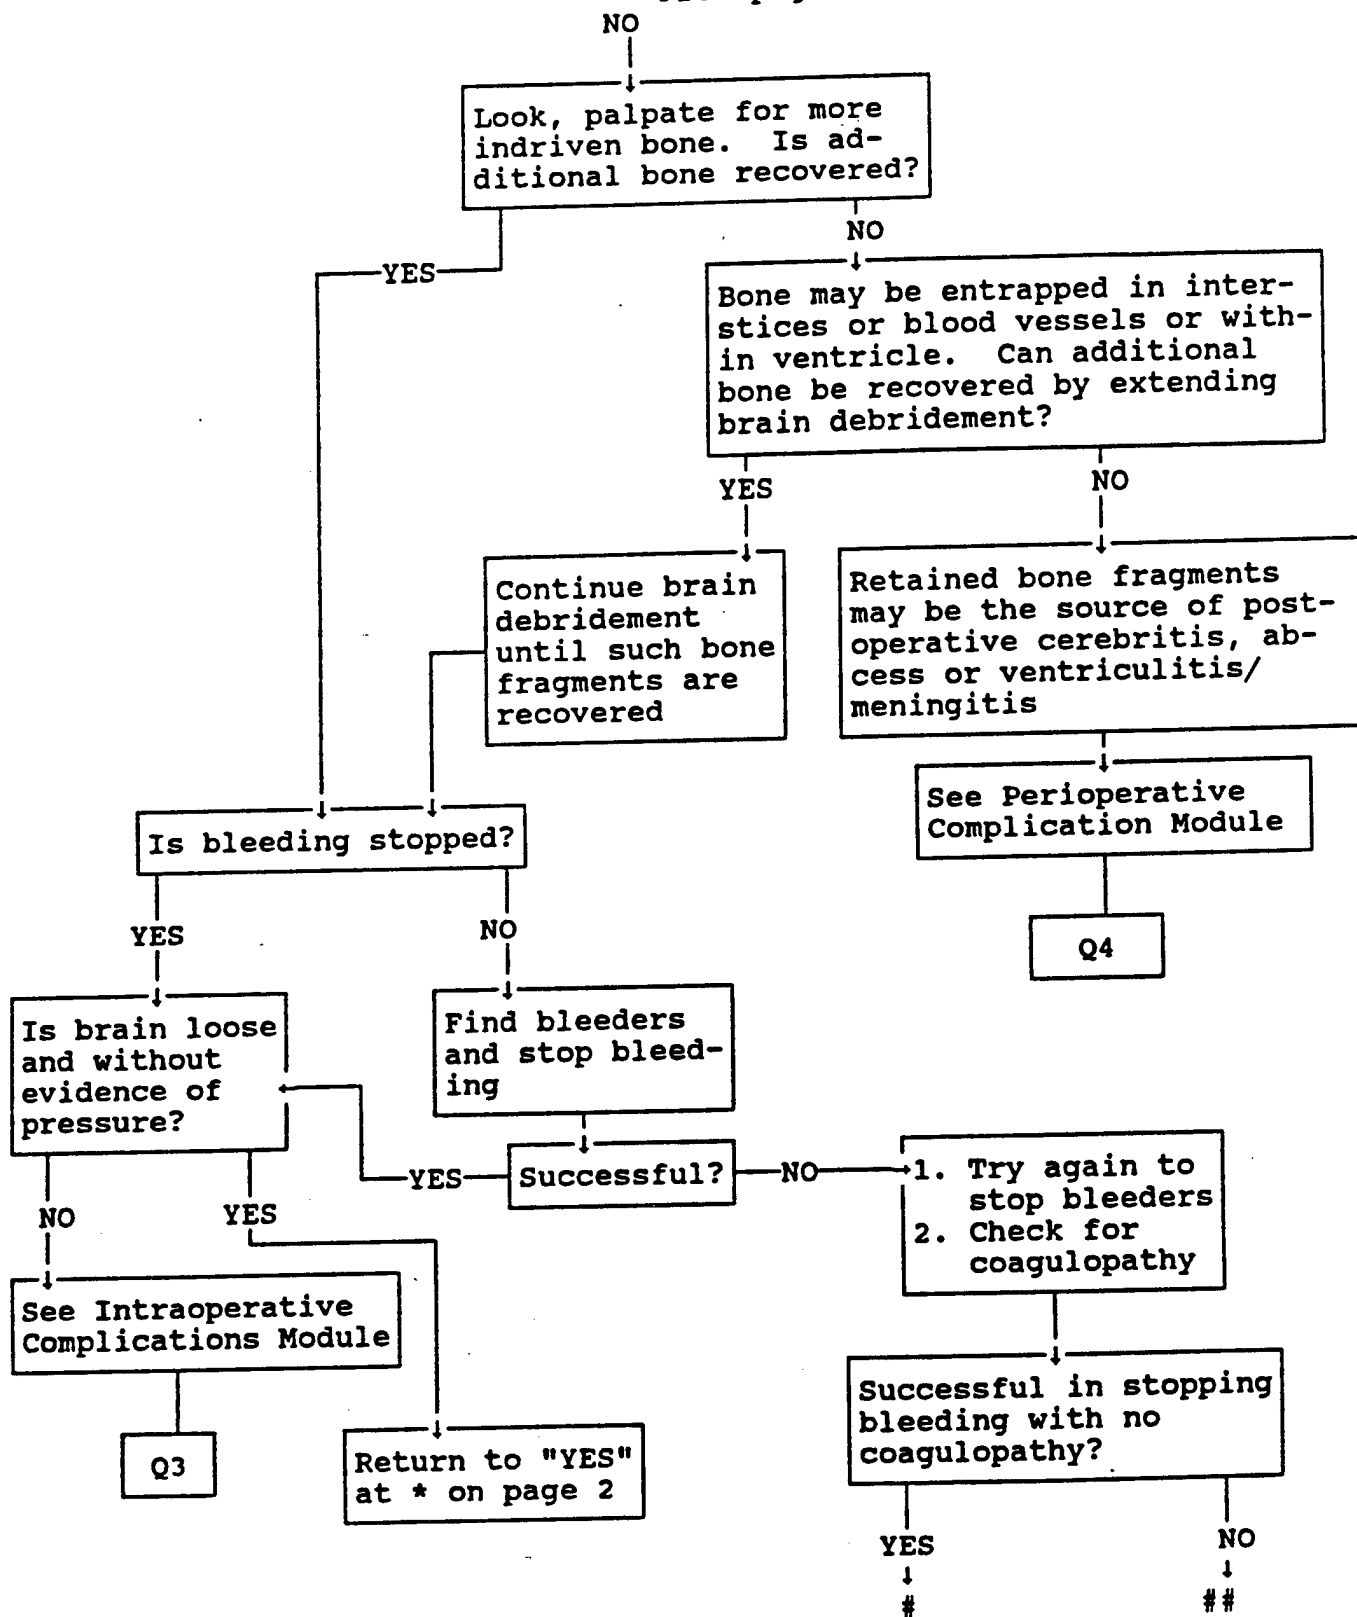 NO
Look, palpate for more
indriven bone.  Is ad-
ditional bone recovered?
YES
NO
Bone may be entrapped in inter-
stices or blood vessels or with-
in ventricle.  Can additional
bone be recovered by extending
brain debridement?
YES
NO
Continue brain
debridement
until such bone
fragments are
recovered
Retained bone fragments
may be the source of post-
operative cerebritis, ab-
cess or ventriculitis/
meningitis
See Perioperative
Complication Module
Q4
Is bleeding stopped?
YES
NO
Is brain loose
and without
evidence of
pressure?
Find bleeders
and stop bleed-
ing
Successful?
YES
NO
1. Try again to
stop bleeders
2. Check for
coagulopathy
NO
YES
See Intraoperative
Complications Module
Q3
Return to "YES"
at * on page 2
Successful in stopping
bleeding with no
coagulopathy?
YES
NO
#
##